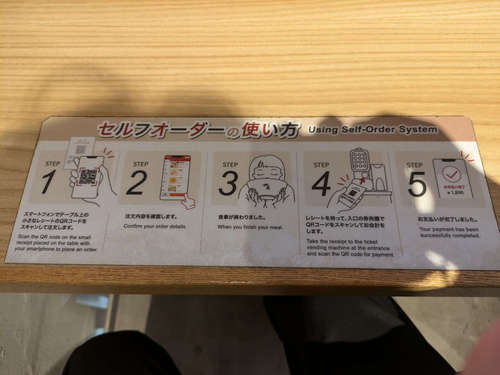 セルフオーダーの使い方 Using Self-Order System
STEP
1
スマートフォンでテーブル上の
小さなレシートのQRコードを
スキャンして注文します。
Scan the QR code on the small
receipt placed on the table with
your smartphone to place an order.
STEP
2
注文内容を確認します。
Confirm your order details.
STEP
3
食事が終わりました。
When you finish your meal.
STEP
4
レシートを持って、入口の券売機で
QRコードをスキャンしてお会計を
します。
Take the receipt to the ticket
vending machine at the entrance
and scan the QR code for payment.
STEP
5
お支払いが完了しました。
Your payment has been
successfully completed.